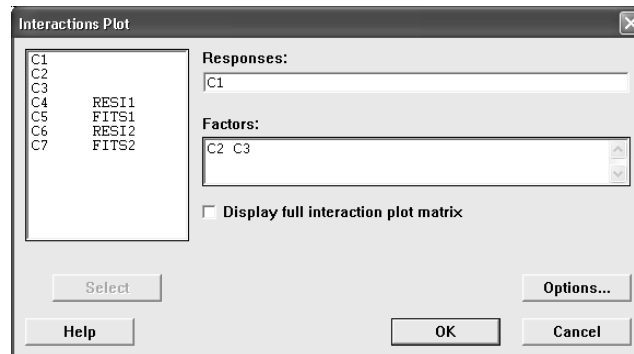 Interactions Plot
C1
C2
C3
C4 RESI1
C5 FITS1
C6 RESI2
C7 FITS2
Responses:
C1
Factors:
C2 C3
Display full interaction plot matrix
Select
Options...
Help
OK
Cancel